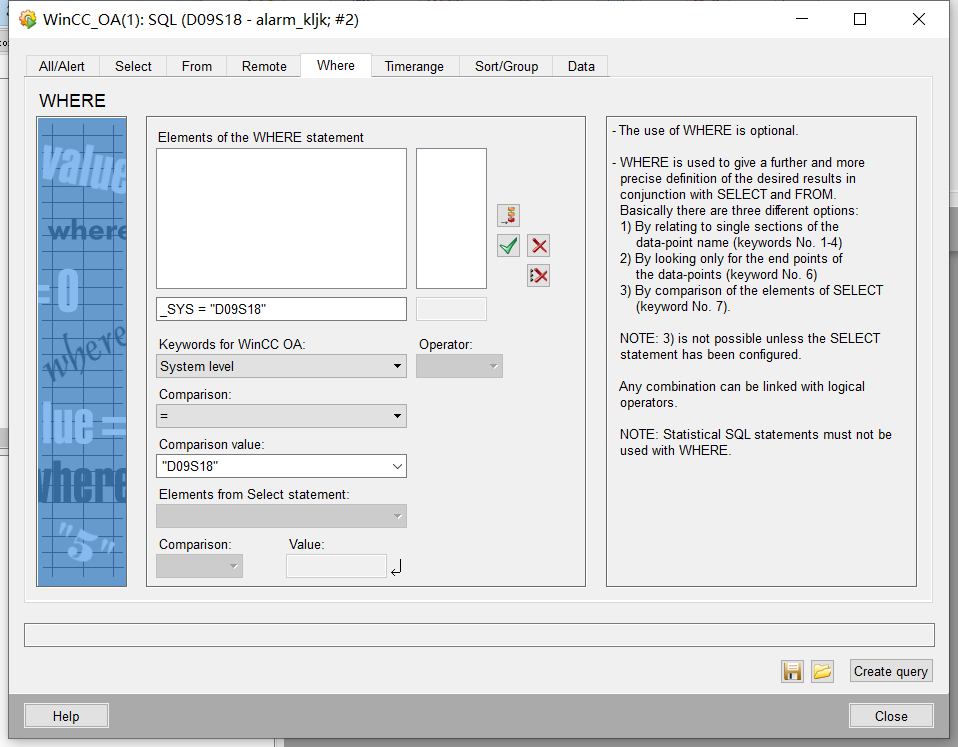 WinCC_OA(1): SQL (D09S18 - alarm_kljk; #2)
All/Alert Select From Remote Where Timerange Sort/Group Data
WHERE
value
where
=0
where
lue =
where
"5"
Elements of the WHERE statement
_SYS = "D09S18"
Keywords for WinCC OA: Operator:
System level
Comparison:
=
Comparison value:
"D09S18"
Elements from Select statement:
Comparison: Value:
- The use of WHERE is optional.
- WHERE is used to give a further and more
precise definition of the desired results in
conjunction with SELECT and FROM.
Basically there are three different options:
1) By relating to single sections of the
data-point name (keywords No. 1-4)
2) By looking only for the end points of
the data-points (keyword No. 6)
3) By comparison of the elements of SELECT
(keyword No. 7).
NOTE: 3) is not possible unless the SELECT
statement has been configured.
Any combination can be linked with logical
operators.
NOTE: Statistical SQL statements must not be
used with WHERE.
Create query
Help Close